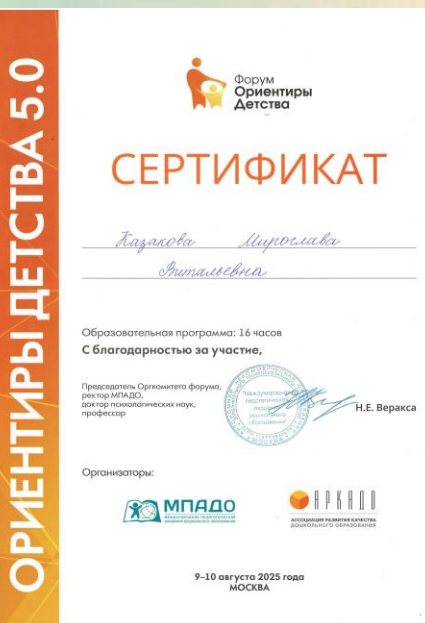 ОРИЕНТИРЫ ДЕТСТВА 5.0
Форум
Ориентиры
Детства
СЕРТИФИКАТ
Казакова Мирослава
Витальевна
Образовательная программа: 16 часов
С благодарностью за участие,
Председатель Оргкомитета форума,
ректор МПАДО,
доктор психологических наук,
профессор
Н.Е. Веракса
Организаторы:
МПАДО
АРКАДО
АССОЦИАЦИЯ РАЗВИТИЯ КАЧЕСТВА
ДОШКОЛЬНОГО ОБРАЗОВАНИЯ
9–10 августа 2025 года
МОСКВА